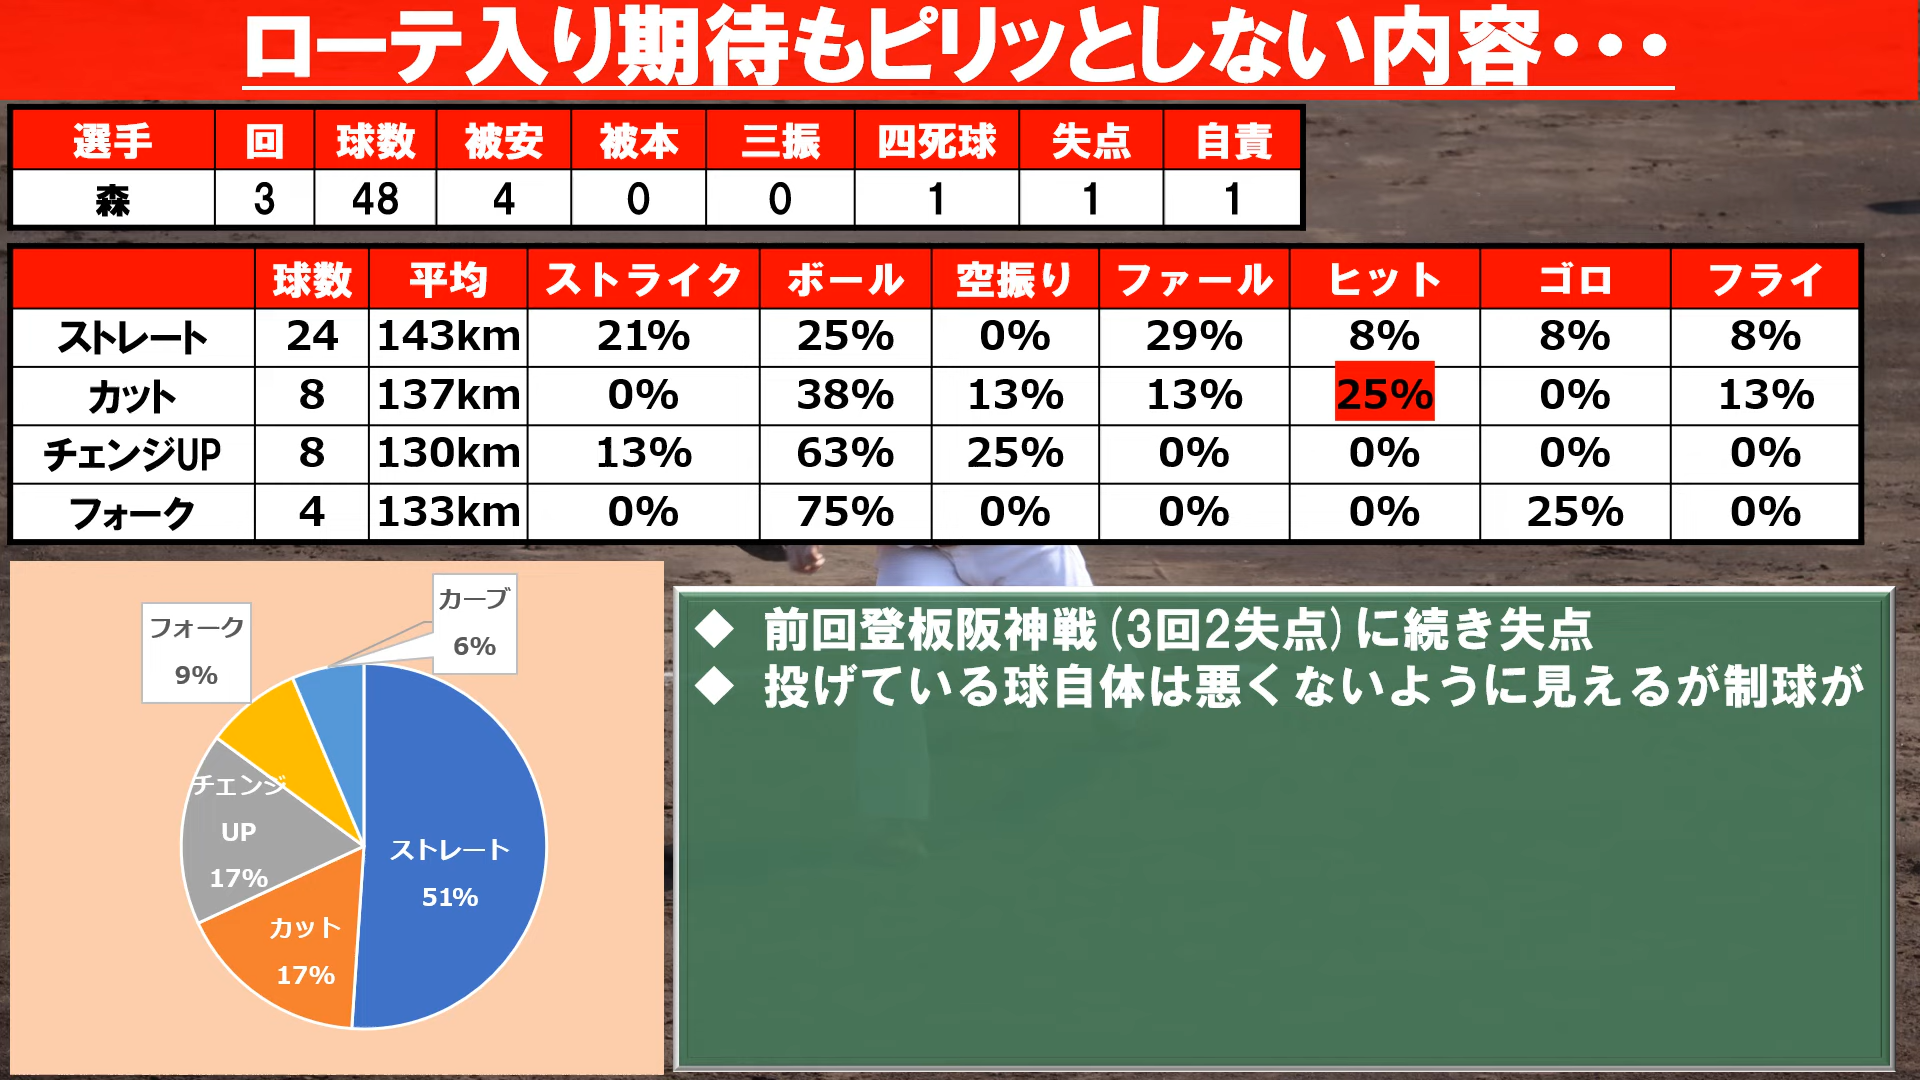 ローテ入り期待もピリッとしない内容・・・
選手 回 球数 被安 被本 三振 四死球 失点 自責
森 3 48 4 0 0 1 1 1
球数 平均 ストライク ボール 空振り ファール ヒット ゴロ フライ
ストレート 24 143km 21% 25% 0% 29% 8% 8% 8%
カット 8 137km 0% 38% 13% 13% 25% 0% 13%
チェンジUP 8 130km 13% 63% 25% 0% 0% 0% 0%
フォーク 4 133km 0% 75% 0% 0% 0% 25% 0%
カーブ
6%
フォーク
9%
チェンジ
UP
17%
ストレート
51%
カット
17%
◆ 前回登板阪神戦(3回2失点)に続き失点
◆ 投げている球自体は悪くないように見えるが制球が